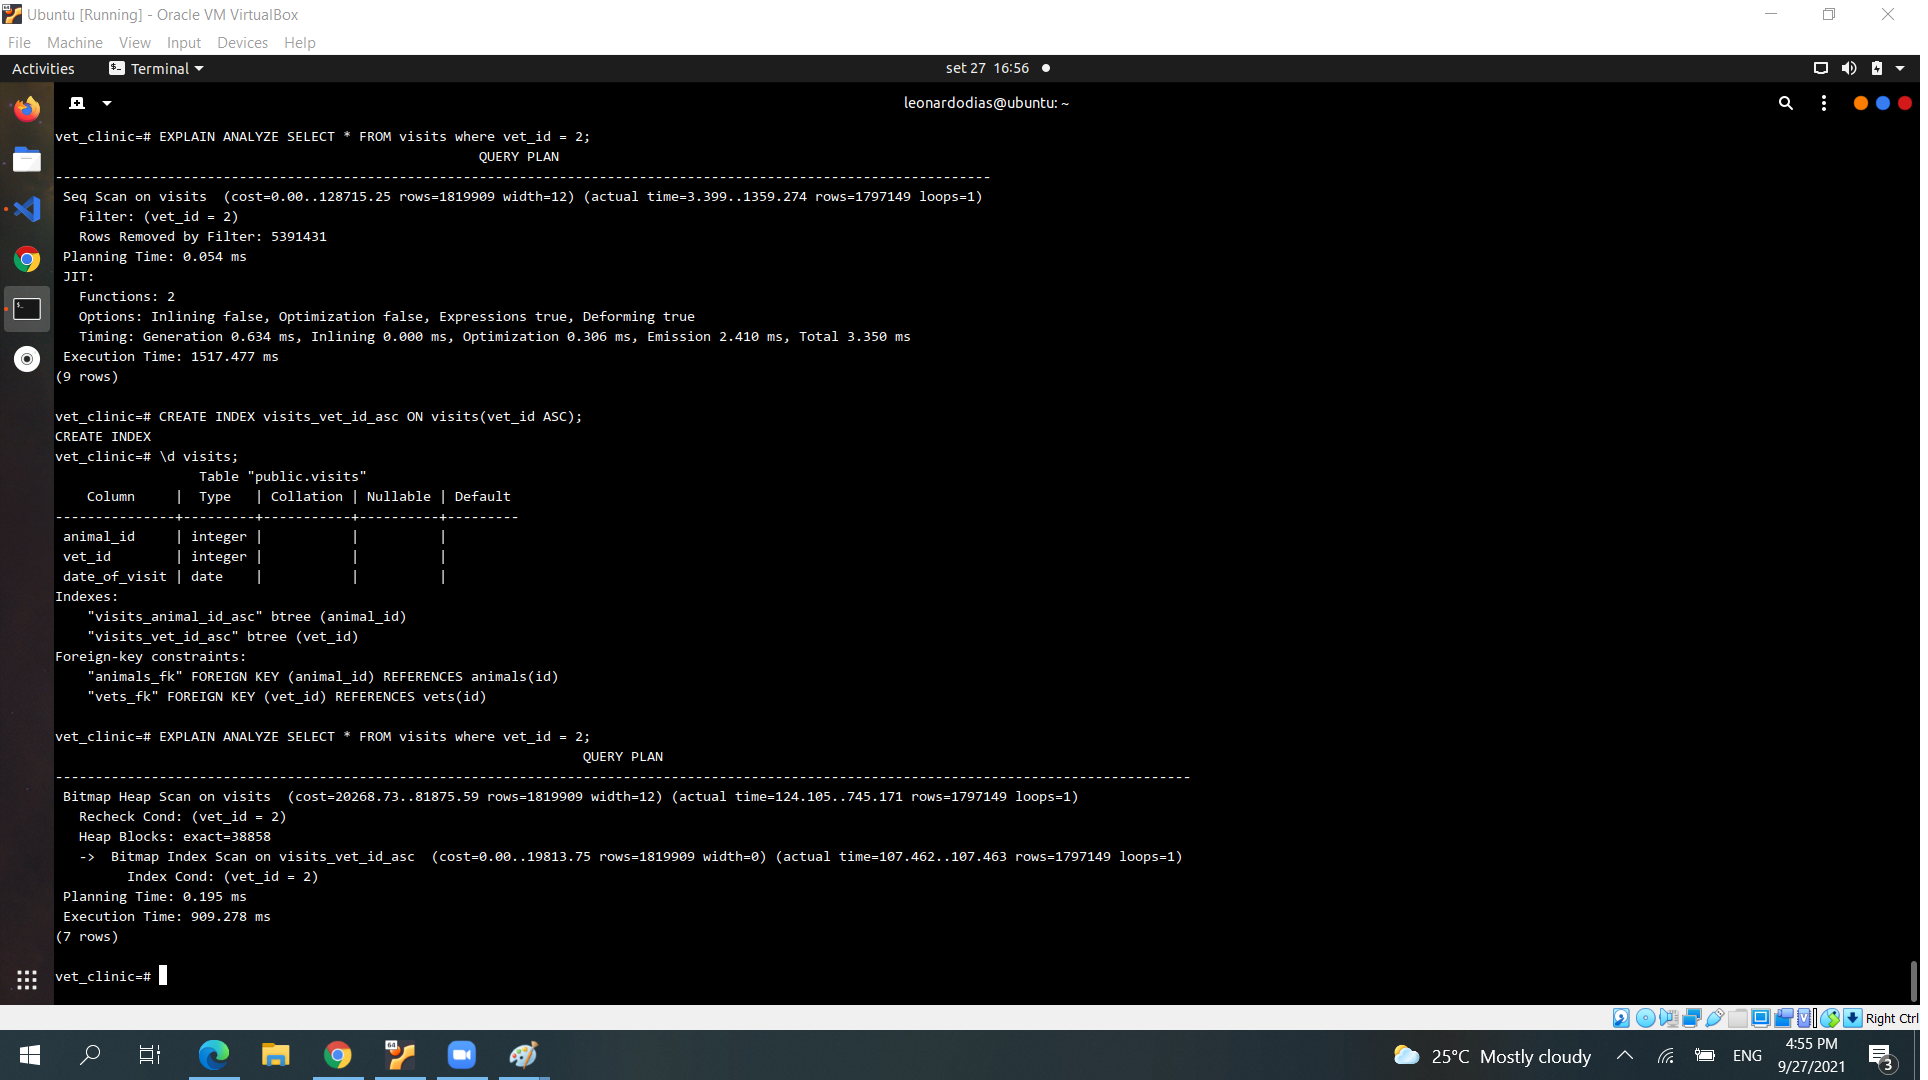 Ubuntu [Running] - Oracle VM VirtualBox
File Machine View Input Devices Help
Activities Terminal set 27 16:56
leonardodias@ubuntu: ~
vet_clinic=# EXPLAIN ANALYZE SELECT * FROM visits where vet_id = 2;
QUERY PLAN
---------------------------------------------------------------------------------------------------------------------
Seq Scan on visits  (cost=0.00..128715.25 rows=1819909 width=12) (actual time=3.399..1359.274 rows=1797149 loops=1)
Filter: (vet_id = 2)
Rows Removed by Filter: 5391431
Planning Time: 0.054 ms
JIT:
Functions: 2
Options: Inlining false, Optimization false, Expressions true, Deforming true
Timing: Generation 0.634 ms, Inlining 0.000 ms, Optimization 0.306 ms, Emission 2.410 ms, Total 3.350 ms
Execution Time: 1517.477 ms
(9 rows)
vet_clinic=# CREATE INDEX visits_vet_id_asc ON visits(vet_id ASC);
CREATE INDEX
vet_clinic=# \d visits;
Table "public.visits"
Column     |  Type   | Collation | Nullable | Default
---------------+---------+-----------+----------+---------
animal_id     | integer |           |          |
vet_id        | integer |           |          |
date_of_visit | date    |           |          |
Indexes:
"visits_animal_id_asc" btree (animal_id)
"visits_vet_id_asc" btree (vet_id)
Foreign-key constraints:
"animals_fk" FOREIGN KEY (animal_id) REFERENCES animals(id)
"vets_fk" FOREIGN KEY (vet_id) REFERENCES vets(id)
vet_clinic=# EXPLAIN ANALYZE SELECT * FROM visits where vet_id = 2;
QUERY PLAN
----------------------------------------------------------------------------------------------------------------------------------------------
Bitmap Heap Scan on visits  (cost=20268.73..81875.59 rows=1819909 width=12) (actual time=124.105..745.171 rows=1797149 loops=1)
Recheck Cond: (vet_id = 2)
Heap Blocks: exact=38858
->  Bitmap Index Scan on visits_vet_id_asc  (cost=0.00..19813.75 rows=1819909 width=0) (actual time=107.462..107.463 rows=1797149 loops=1)
Index Cond: (vet_id = 2)
Planning Time: 0.195 ms
Execution Time: 909.278 ms
(7 rows)
vet_clinic=#
Right Ctrl
64
25°C Mostly cloudy
ENG
4:55 PM
9/27/2021
3